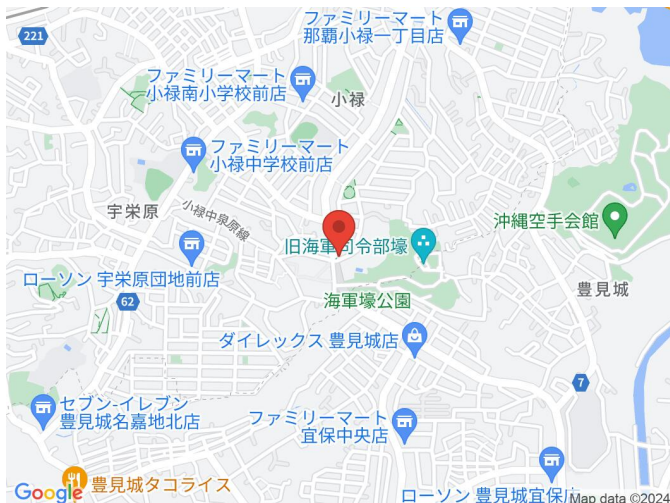 ファミリーマート
那覇小禄一丁目店
221
ファミリーマート
小禄南小学校前店
小禄
ファミリーマート
小禄中学校前店
宇栄原
小禄中泉原線
沖縄空手会館
旧海軍司令部壕
ローソン 宇栄原団地前店
豊見城
62
海軍壕公園
ダイレックス 豊見城店
7
セブン-イレブン
豊見城名嘉地北店
ファミリーマート
宜保中央店
豊見城タコライス
Google
ローソン 豊見城宜保
Map data ©2024